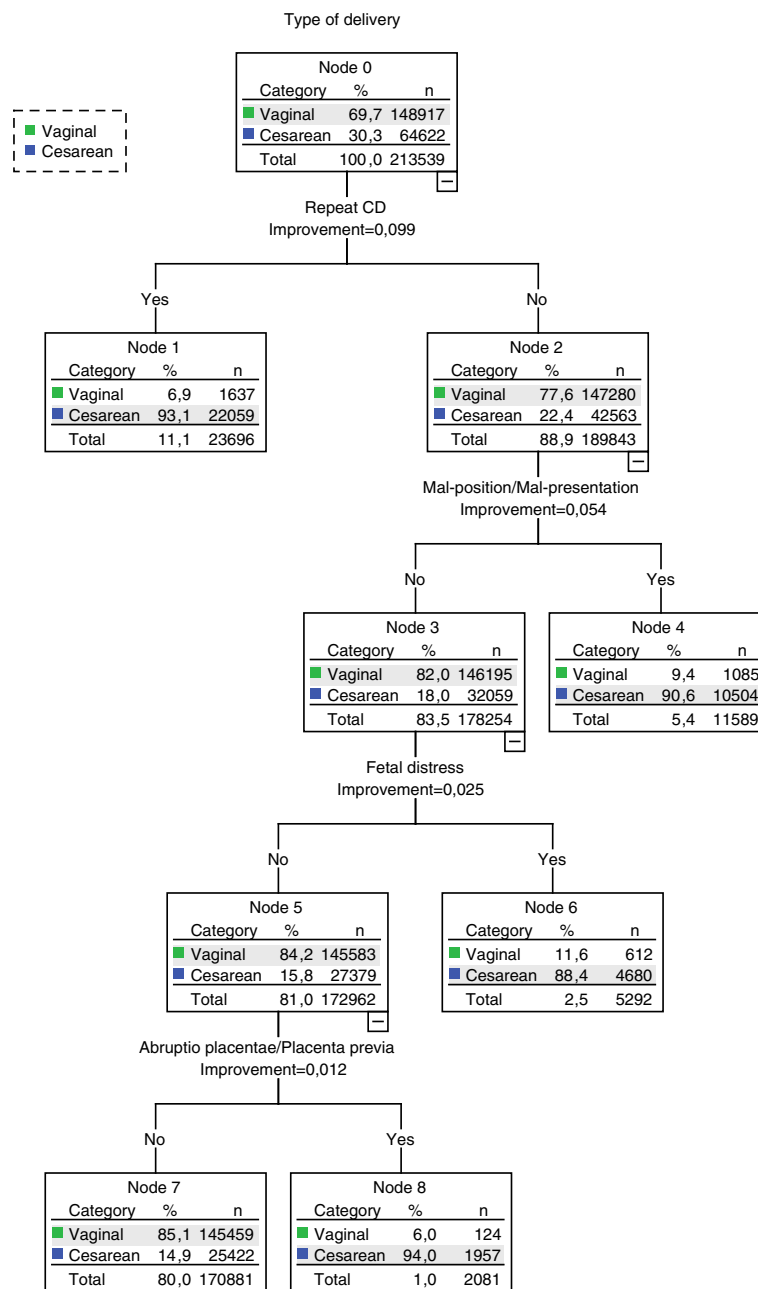 Type of delivery
Vaginal
Cesarean
Node 0
Category % n
Vaginal 69,7 148917
Cesarean 30,3 64622
Total 100,0 213539
Repeat CD
Improvement=0,099
Yes
No
Node 1
Category % n
Vaginal 6,9 1637
Cesarean 93,1 22059
Total 11,1 23696
Node 2
Category % n
Vaginal 77,6 147280
Cesarean 22,4 42563
Total 88,9 189843
Mal-position/Mal-presentation
Improvement=0,054
No
Yes
Node 3
Category % n
Vaginal 82,0 146195
Cesarean 18,0 32059
Total 83,5 178254
Node 4
Category % n
Vaginal 9,4 1085
Cesarean 90,6 10504
Total 5,4 11589
Fetal distress
Improvement=0,025
No
Yes
Node 5
Category % n
Vaginal 84,2 145583
Cesarean 15,8 27379
Total 81,0 172962
Node 6
Category % n
Vaginal 11,6 612
Cesarean 88,4 4680
Total 2,5 5292
Abruptio placentae/Placenta previa
Improvement=0,012
No
Yes
Node 7
Category % n
Vaginal 85,1 145459
Cesarean 14,9 25422
Total 80,0 170881
Node 8
Category % n
Vaginal 6,0 124
Cesarean 94,0 1957
Total 1,0 2081